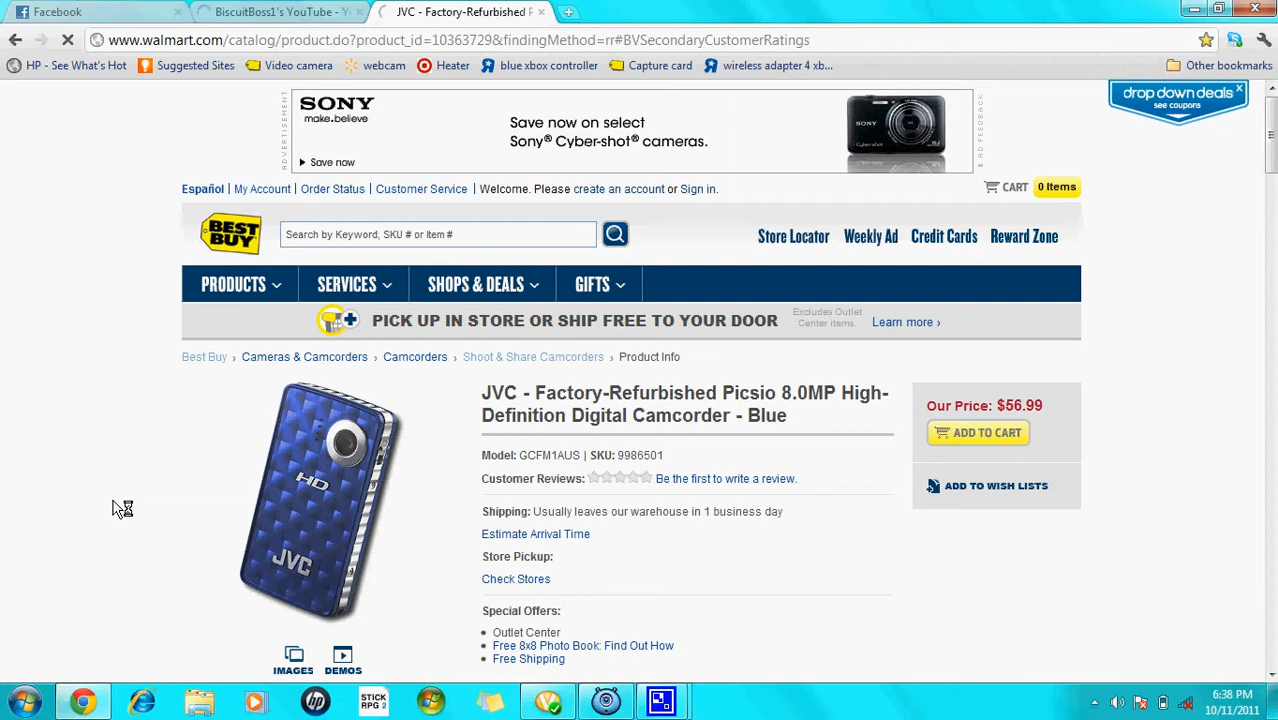 Facebook
BiscuitBoss1's YouTube -
JVC - Factory-Refurbished P
www.walmart.com/catalog/product.do?product_id=10363729&findingMethod=rr#BVSecondaryCustomerRatings
HP - See What's Hot
Suggested Sites
Video camera
webcam
Heater
blue xbox controller
Capture card
wireless adapter 4 xb...
Other bookmarks
ADVERTISEMENT
SONY
make.believe
Save now
Save now on select
Sony® Cyber-shot® cameras.
SONY
Cyber-shot
AD FEEDBACK
drop down deals
see coupons
Español | My Account | Order Status | Customer Service | Welcome. Please create an account or Sign in.
CART 0 Items
BEST BUY
Search by Keyword, SKU # or Item #
Store Locator Weekly Ad Credit Cards Reward Zone
PRODUCTS SERVICES SHOPS & DEALS GIFTS
PICK UP IN STORE OR SHIP FREE TO YOUR DOOR
Excludes Outlet
Center items.
Learn more ›
Best Buy › Cameras & Camcorders › Camcorders › Shoot & Share Camcorders › Product Info
HD
JVC
IMAGES DEMOS
JVC - Factory-Refurbished Picsio 8.0MP High-
Definition Digital Camcorder - Blue
Model: GCFM1AUS | SKU: 9986501
Customer Reviews: Be the first to write a review.
Shipping: Usually leaves our warehouse in 1 business day
Estimate Arrival Time
Store Pickup:
Check Stores
Special Offers:
• Outlet Center
• Free 8x8 Photo Book: Find Out How
• Free Shipping
Our Price: $56.99
ADD TO CART
ADD TO WISH LISTS
hp
STICK
RPG 2
6:38 PM
10/11/2011